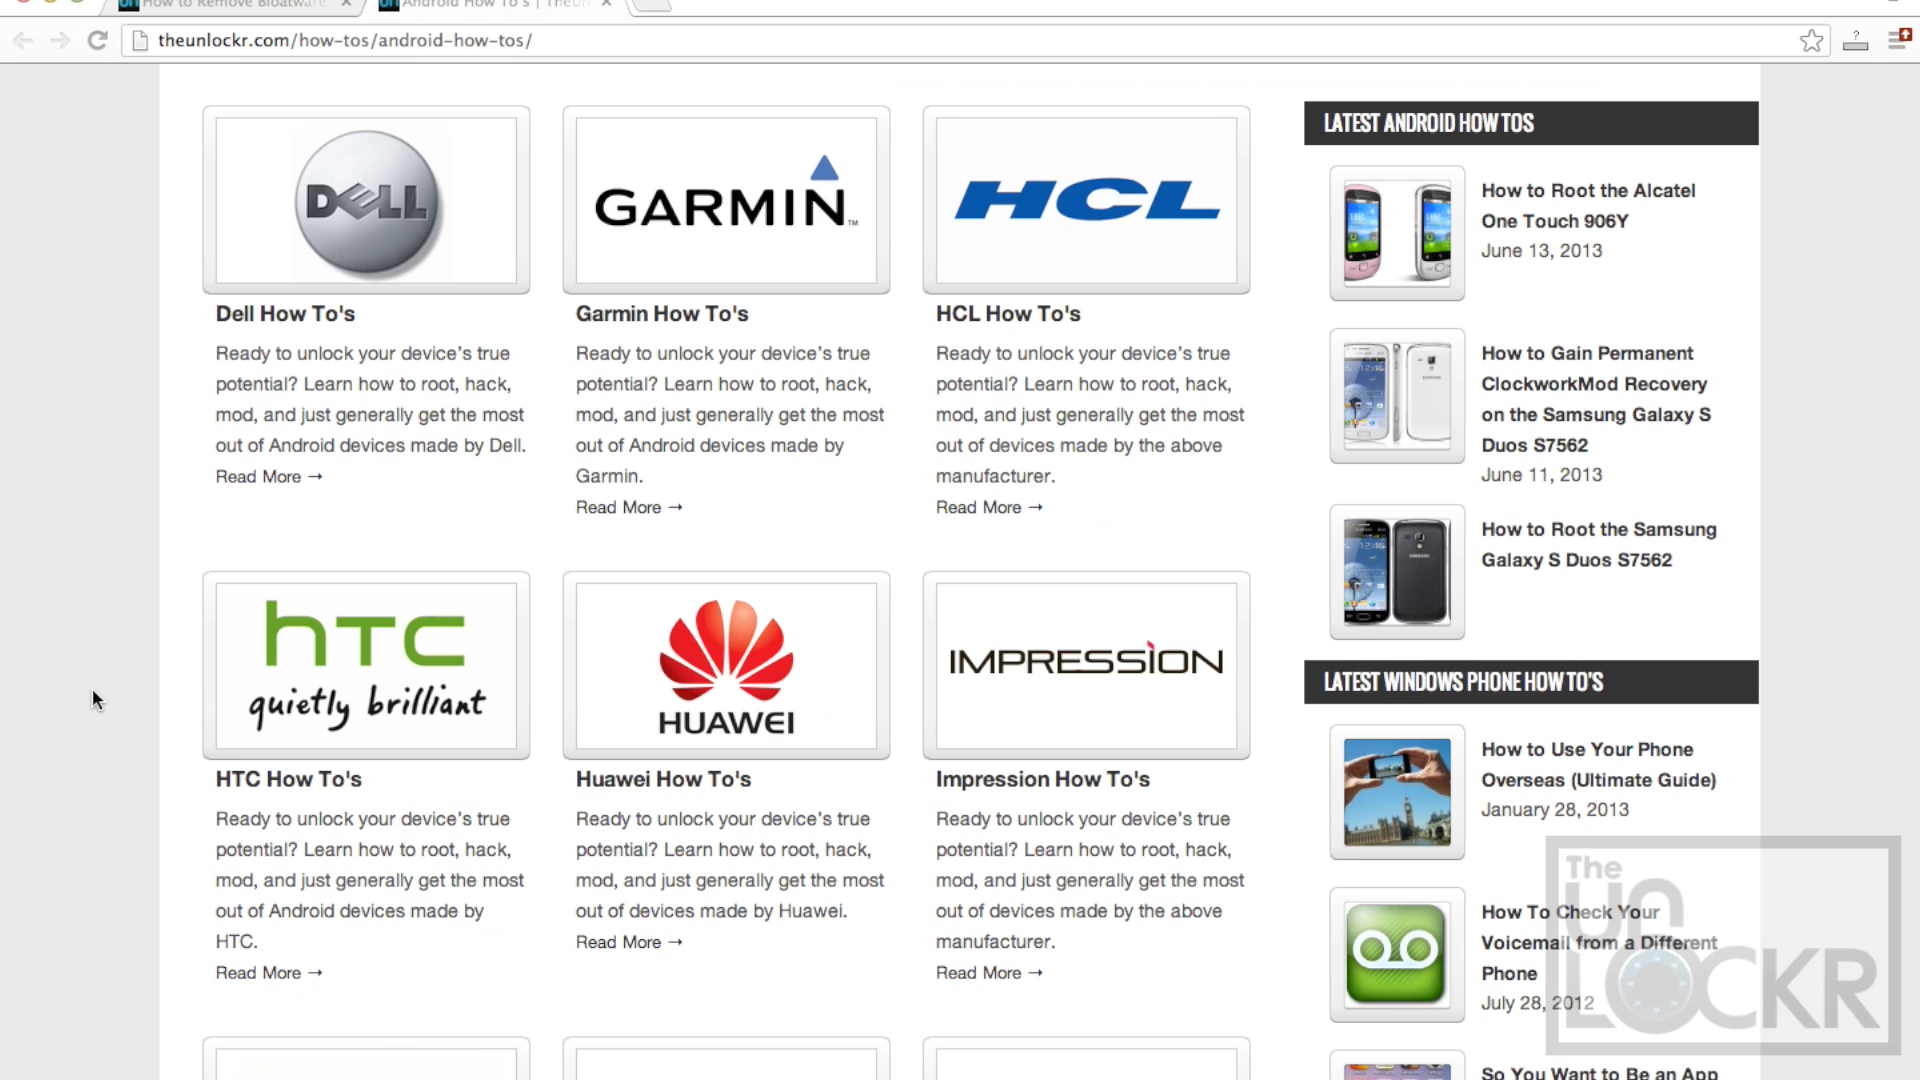 How to Remove Bloatware
Android How To's | TheUn
theunlockr.com/how-tos/android-how-tos/
DELL
GARMIN™
HCL
Dell How To's
Ready to unlock your device's true
potential? Learn how to root, hack,
mod, and just generally get the most
out of Android devices made by Dell.
Read More →
Garmin How To's
Ready to unlock your device's true
potential? Learn how to root, hack,
mod, and just generally get the most
out of Android devices made by
Garmin.
Read More →
HCL How To's
Ready to unlock your device's true
potential? Learn how to root, hack,
mod, and just generally get the most
out of devices made by the above
manufacturer.
Read More →
hTC
quietly brilliant
HUAWEI
IMPRESSION
HTC How To's
Ready to unlock your device's true
potential? Learn how to root, hack,
mod, and just generally get the most
out of Android devices made by
HTC.
Read More →
Huawei How To's
Ready to unlock your device's true
potential? Learn how to root, hack,
mod, and just generally get the most
out of devices made by Huawei.
Read More →
Impression How To's
Ready to unlock your device's true
potential? Learn how to root, hack,
mod, and just generally get the most
out of devices made by the above
manufacturer.
Read More →
LATEST ANDROID HOW TOS
How to Root the Alcatel
One Touch 906Y
June 13, 2013
How to Gain Permanent
ClockworkMod Recovery
on the Samsung Galaxy S
Duos S7562
June 11, 2013
How to Root the Samsung
Galaxy S Duos S7562
LATEST WINDOWS PHONE HOW TO'S
How to Use Your Phone
Overseas (Ultimate Guide)
January 28, 2013
How To Check Your
Voicemail from a Different
Phone
July 28, 2012
So You Want to Be an App
The
UN
LOCKR